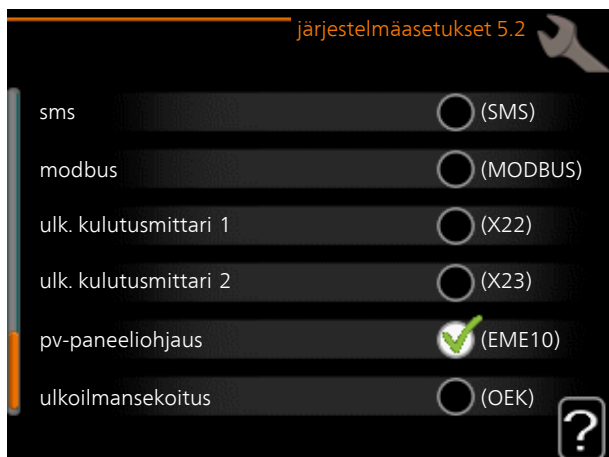 järjestelmäasetukset 5.2
sms (SMS)
modbus (MODBUS)
ulk. kulutusmittari 1 (X22)
ulk. kulutusmittari 2 (X23)
pv-paneeliohjaus (EME10)
ulkoilmansekoitus (OEK)
?